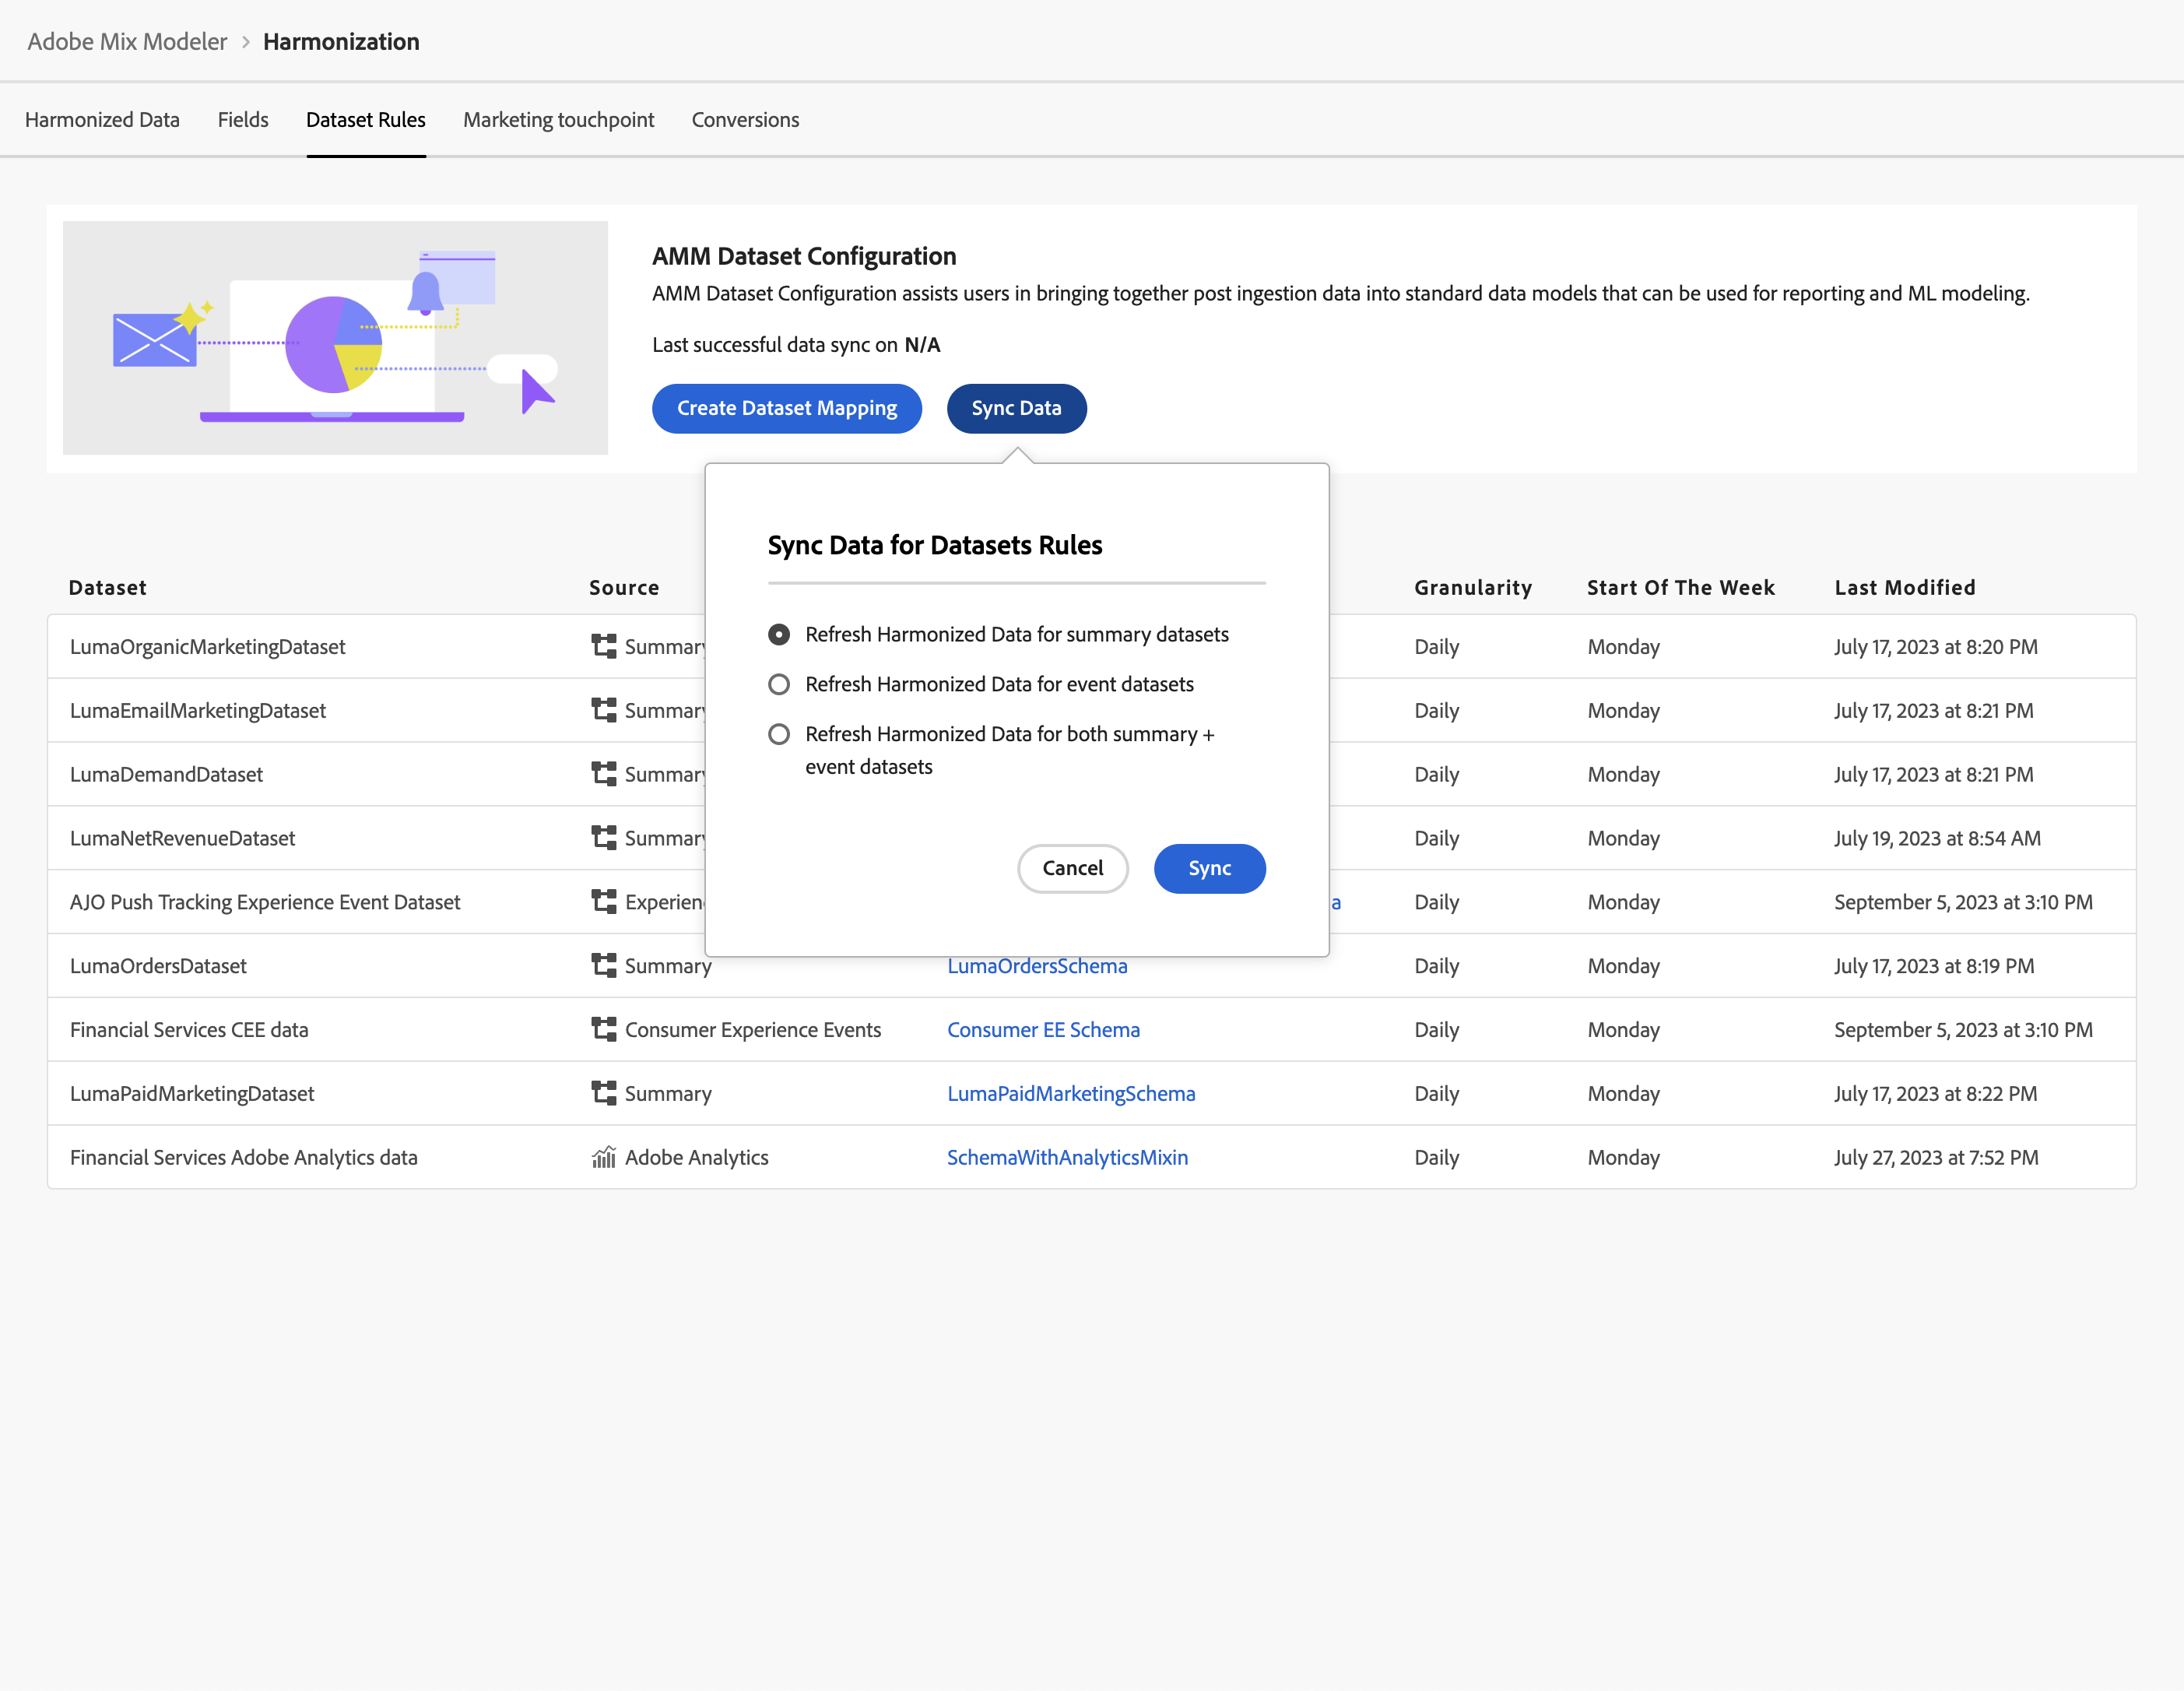 Adobe Mix Modeler > Harmonization
Harmonized Data Fields Dataset Rules Marketing touchpoint Conversions
AMM Dataset Configuration
AMM Dataset Configuration assists users in bringing together post ingestion data into standard data models that can be used for reporting and ML modeling.
Last successful data sync on N/A
Create Dataset Mapping Sync Data
Sync Data for Datasets Rules
Refresh Harmonized Data for summary datasets
Refresh Harmonized Data for event datasets
Refresh Harmonized Data for both summary +
event datasets
Cancel Sync
Dataset Source Granularity Start Of The Week Last Modified
LumaOrganicMarketingDataset Summary Daily Monday July 17, 2023 at 8:20 PM
LumaEmailMarketingDataset Summary Daily Monday July 17, 2023 at 8:21 PM
LumaDemandDataset Summary Daily Monday July 17, 2023 at 8:21 PM
LumaNetRevenueDataset Summary Daily Monday July 19, 2023 at 8:54 AM
AJO Push Tracking Experience Event Dataset Experien a Daily Monday September 5, 2023 at 3:10 PM
LumaOrdersDataset Summary LumaOrdersSchema Daily Monday July 17, 2023 at 8:19 PM
Financial Services CEE data Consumer Experience Events Consumer EE Schema Daily Monday September 5, 2023 at 3:10 PM
LumaPaidMarketingDataset Summary LumaPaidMarketingSchema Daily Monday July 17, 2023 at 8:22 PM
Financial Services Adobe Analytics data Adobe Analytics SchemaWithAnalyticsMixin Daily Monday July 27, 2023 at 7:52 PM